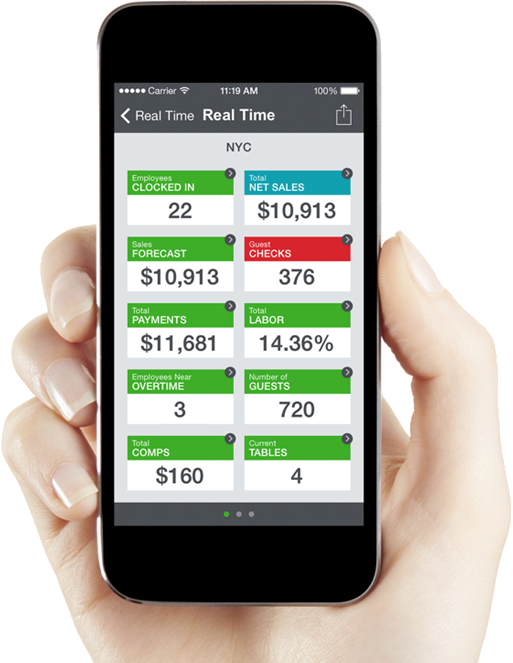 Carrier 11:19 AM 100%
Real Time Real Time
NYC
Employees
CLOCKED IN
22
Total
NET SALES
$10,913
Sales
FORECAST
$10,913
Guest
CHECKS
376
Total
PAYMENTS
$11,681
Total
LABOR
14.36%
Employees Near
OVERTIME
3
Number of
GUESTS
720
Total
COMPS
$160
Current
TABLES
4